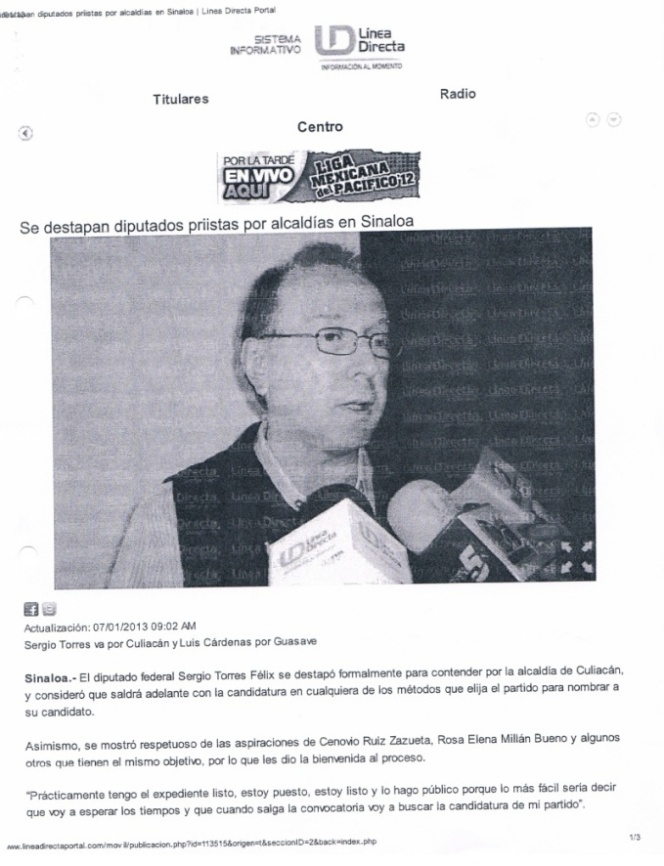 destapan diputados priistas por alcaldías en Sinaloa | Línea Directa Portal
SISTEMA
INFORMATIVO
LD Línea
Directa
INFORMACIÓN AL MOMENTO
Titulares
Radio
Centro
POR LA TARDE
EN VIVO
AQUÍ
LIGA
MEXICANA
del PACIFICO'12
Se destapan diputados priistas por alcaldías en Sinaloa
Línea
Directa
5
Actualización: 07/01/2013 09:02 AM
Sergio Torres va por Culiacán y Luis Cárdenas por Guasave
Sinaloa.- El diputado federal Sergio Torres Félix se destapó formalmente para contender por la alcaldía de Culiacán,
y consideró que saldrá adelante con la candidatura en cualquiera de los métodos que elija el partido para nombrar a
su candidato.
Asimismo, se mostró respetuoso de las aspiraciones de Cenovio Ruiz Zazueta, Rosa Elena Millán Bueno y algunos
otros que tienen el mismo objetivo, por lo que les dio la bienvenida al proceso.
"Prácticamente tengo el expediente listo, estoy puesto, estoy listo y lo hago público porque lo más fácil sería decir
que voy a esperar los tiempos y que cuando salga la convocatoria voy a buscar la candidatura de mi partido".
www.lineadirectaportal.com/movil/publicacion.php?id=113515&origen=t&seccionID=2&back=index.php
1/3